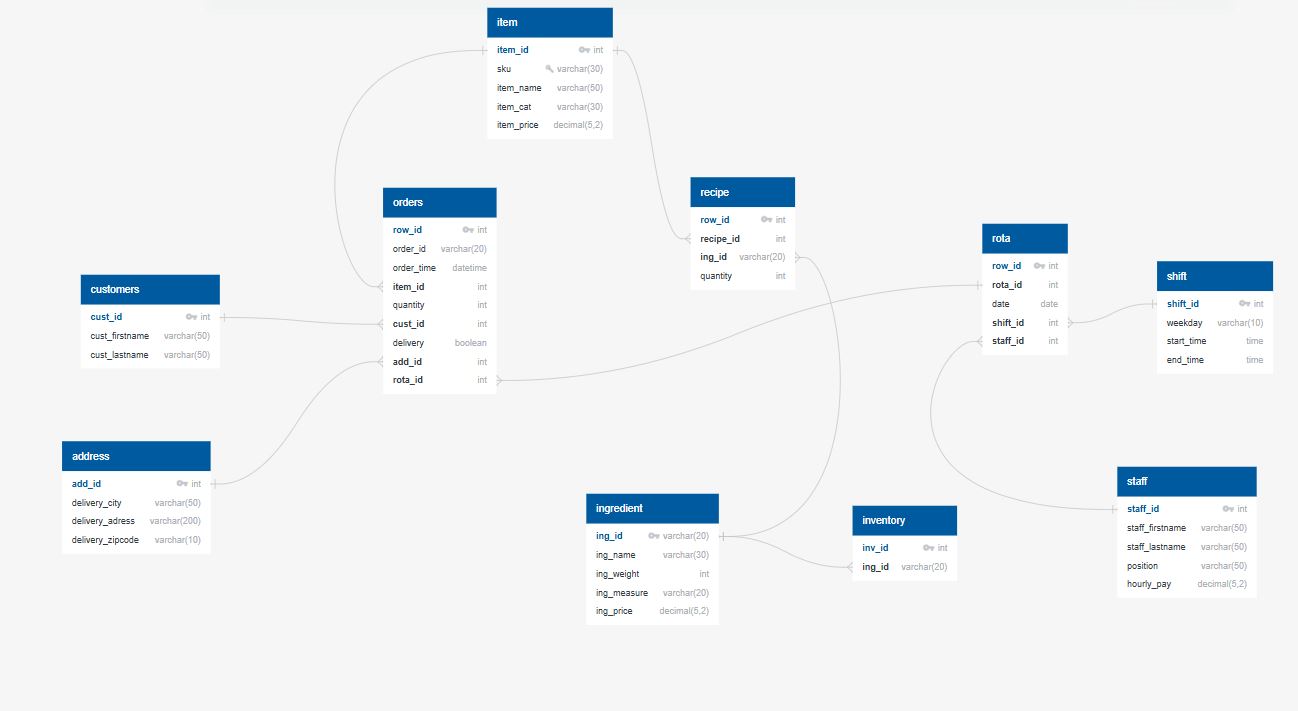 item
item_id int
sku varchar(30)
item_name varchar(50)
item_cat varchar(30)
item_price decimal(5,2)
orders
row_id int
order_id varchar(20)
order_time datetime
item_id int
quantity int
cust_id int
delivery boolean
add_id int
rota_id int
recipe
row_id int
recipe_id int
ing_id varchar(20)
quantity int
rota
row_id int
rota_id int
date date
shift_id int
staff_id int
shift
shift_id int
weekday varchar(10)
start_time time
end_time time
customers
cust_id int
cust_firstname varchar(50)
cust_lastname varchar(50)
address
add_id int
delivery_city varchar(50)
delivery_adress varchar(200)
delivery_zipcode varchar(10)
ingredient
ing_id varchar(20)
ing_name varchar(30)
ing_weight int
ing_measure varchar(20)
ing_price decimal(5,2)
inventory
inv_id int
ing_id varchar(20)
staff
staff_id int
staff_firstname varchar(50)
staff_lastname varchar(50)
position varchar(50)
hourly_pay decimal(5,2)